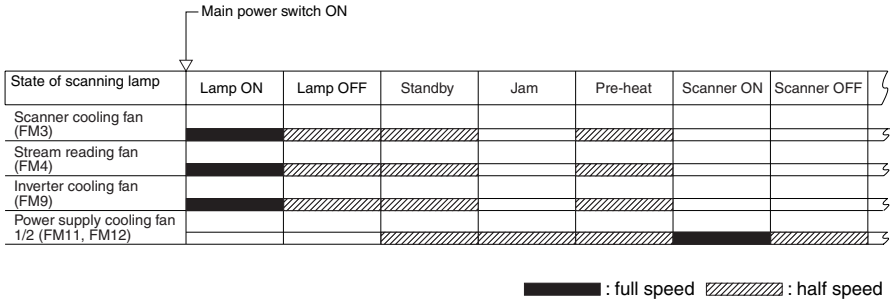 Main power switch ON
State of scanning lamp
Lamp ON
Lamp OFF
Standby
Jam
Pre-heat
Scanner ON
Scanner OFF
Scanner cooling fan
(FM3)
Stream reading fan
(FM4)
Inverter cooling fan
(FM9)
Power supply cooling fan
1/2 (FM11, FM12)
: full speed
: half speed